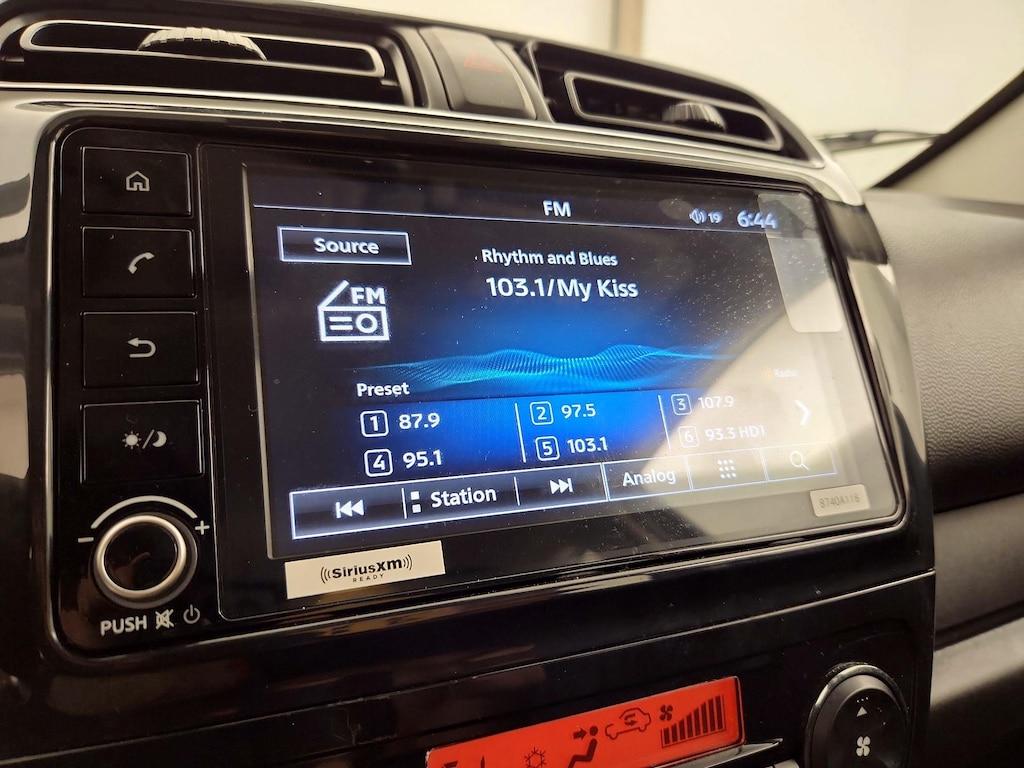 FM
19 6:44
Source
Rhythm and Blues
103.1/My Kiss
FM
Radio
Preset
1 87.9
2 97.5
3 107.9
4 95.1
5 103.1
6 93.3 HD1
Station
Analog
8740A118
((SiriusXM))
READY
- +
PUSH